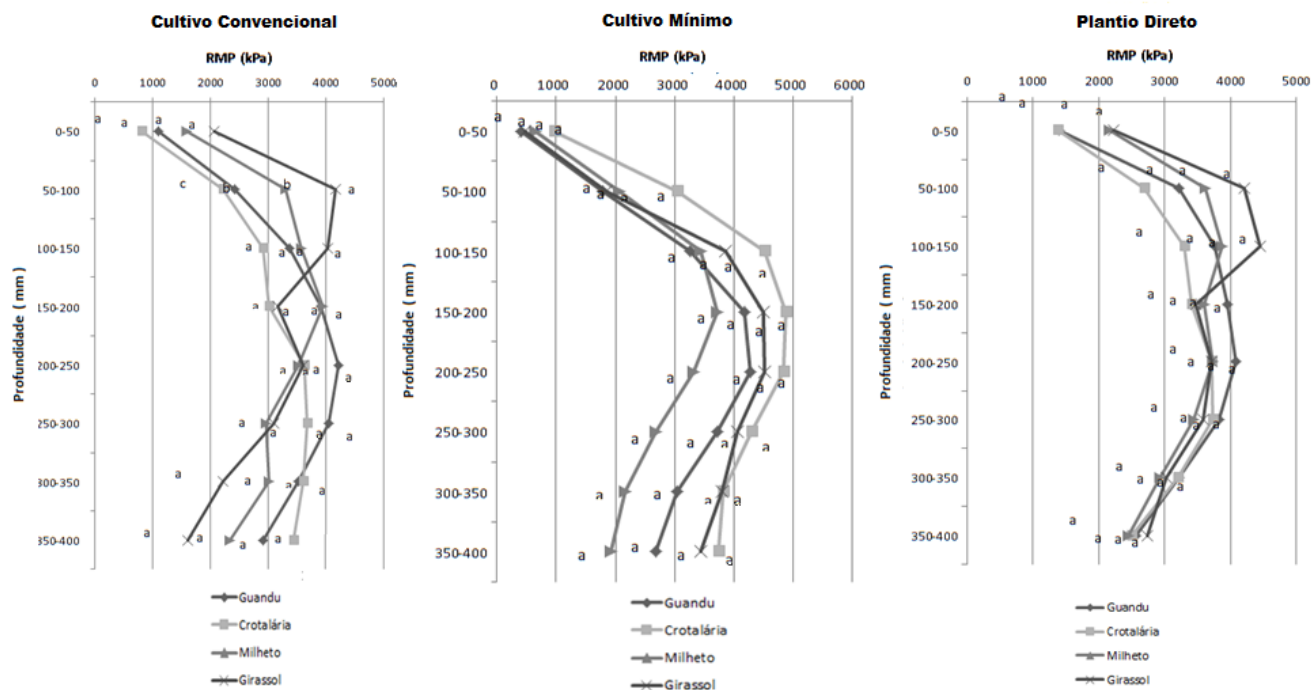 Cultivo Convencional
RMP (kPa)
0 1000 2000 3000 4000 5000
Profundidade ( mm )
0-50
a a a a
50-100
c b b a
100-150
a a a a
150-200
a a a a
200-250
a a a a
250-300
a a a a
300-350
a a a a
350-400
a a a a
Guandu
Crotalária
Milheto
Girassol
Cultivo Mínimo
RMP (kPa)
0 1000 2000 3000 4000 5000 6000
Profundidade ( mm )
0-50
a a a a
50-100
a a a a
100-150
a a a a
150-200
a a a a
200-250
a a a a
250-300
a a a a
300-350
a a a a
350-400
a a a a
Guandu
Crotalária
Milheto
Girassol
Plantio Direto
RMP (kPa)
0 1000 2000 3000 4000 5000
Profundidade ( mm )
0-50
a a a a
50-100
a a a a
100-150
a a a a
150-200
a a a a
200-250
a a a a
250-300
a a a a
300-350
a a a a
350-400
a a a a
Guandu
Crotalária
Milheto
Girassol